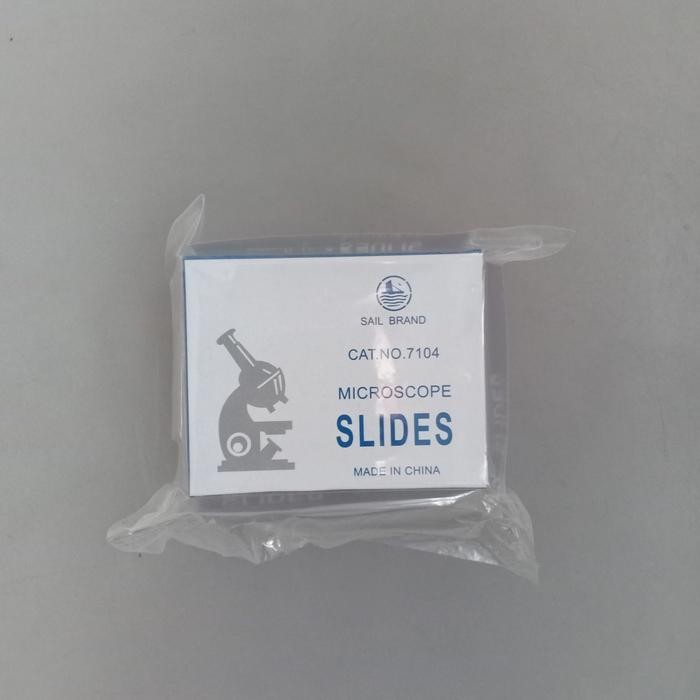 SAIL BRAND
CAT.NO.7104
MICROSCOPE
SLIDES
MADE IN CHINA